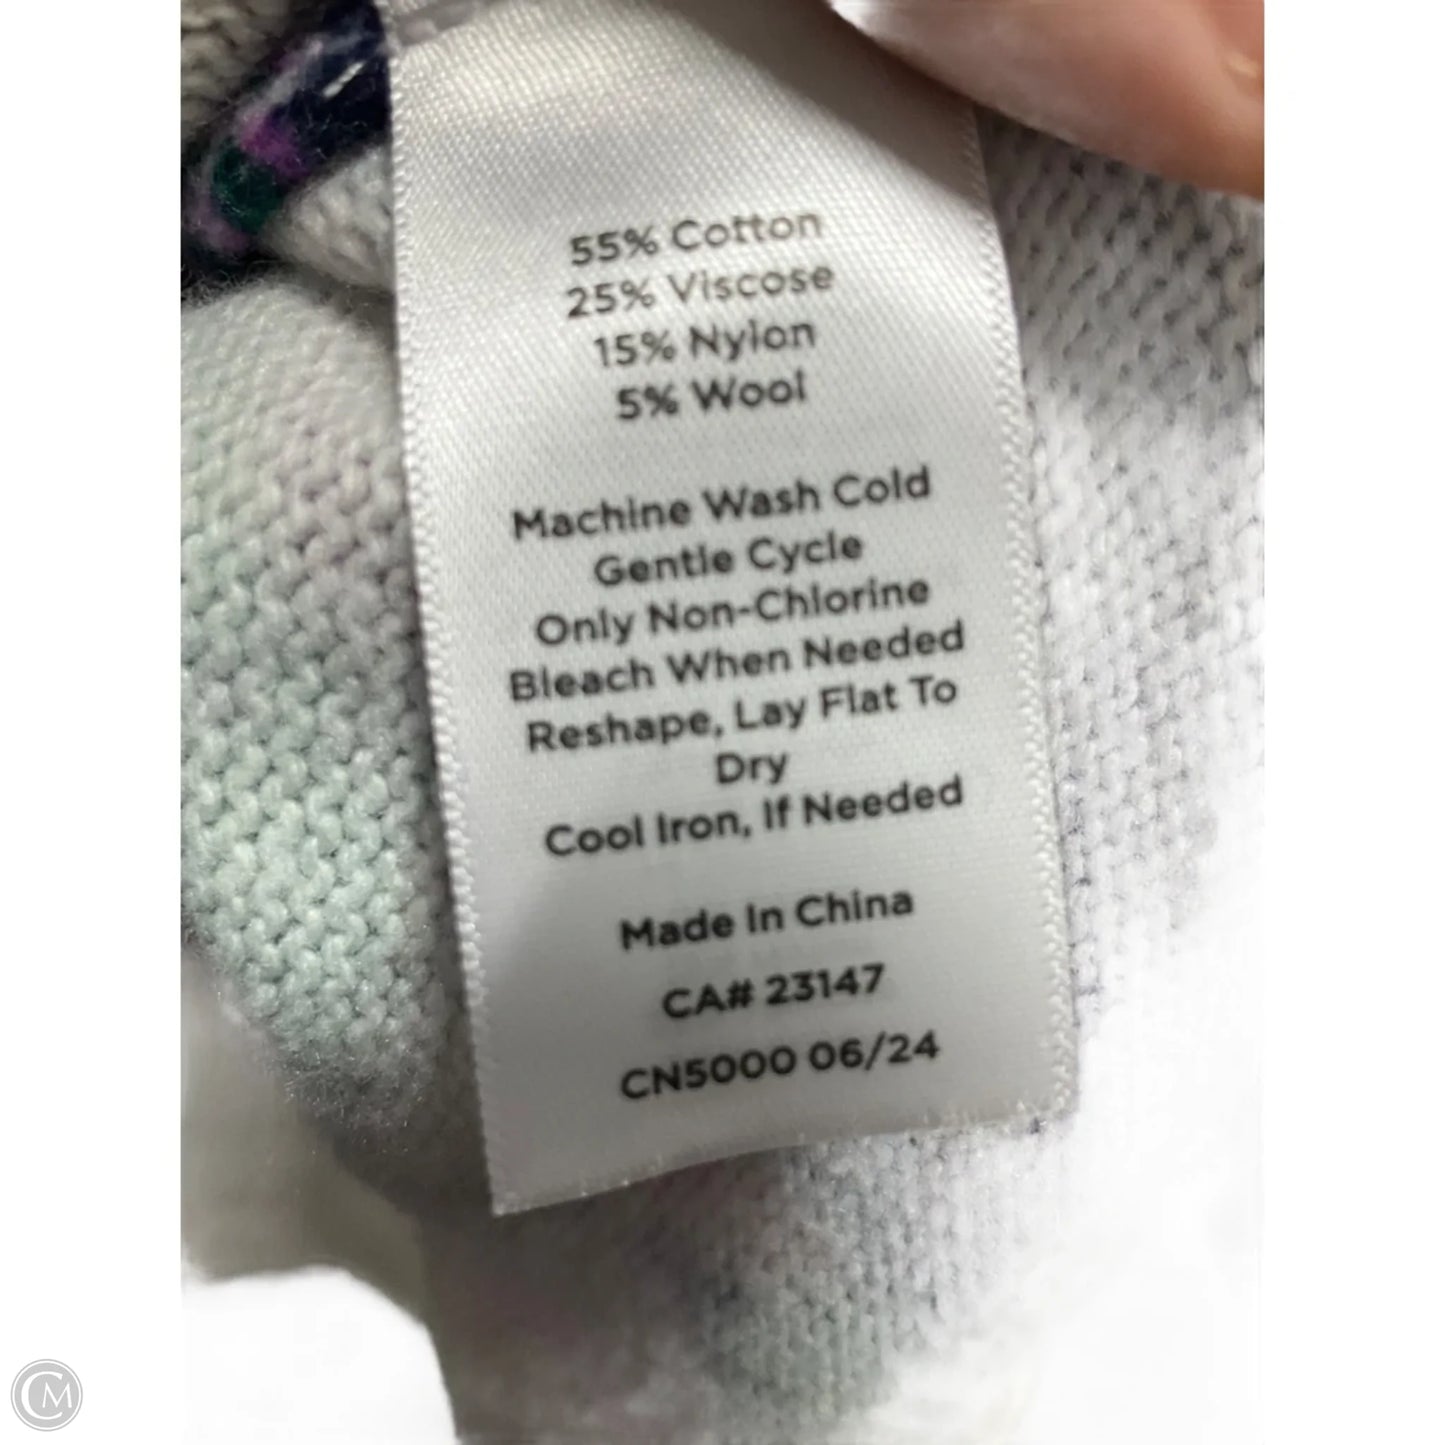 55% Cotton
25% Viscose
15% Nylon
5% Wool
Machine Wash Cold
Gentle Cycle
Only Non-Chlorine
Bleach When Needed
Reshape, Lay Flat To
Dry
Cool Iron, If Needed
Made In China
CA# 23147
CN5000 06/24
CM